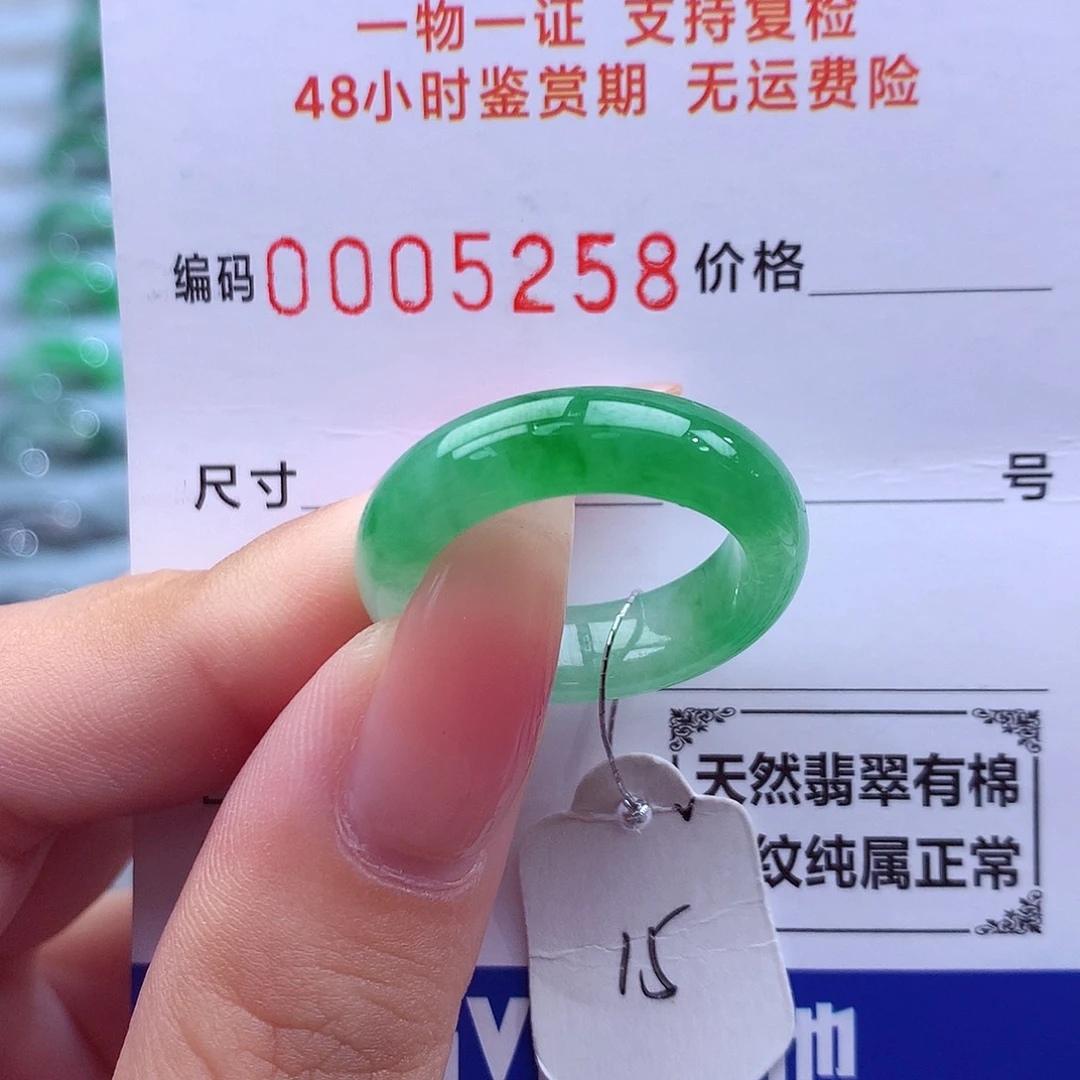 一物一证 支持复检
48小时鉴赏期 无运费险
编码0005258价格
尺寸 号
天然翡翠有棉
纹纯属正常
15